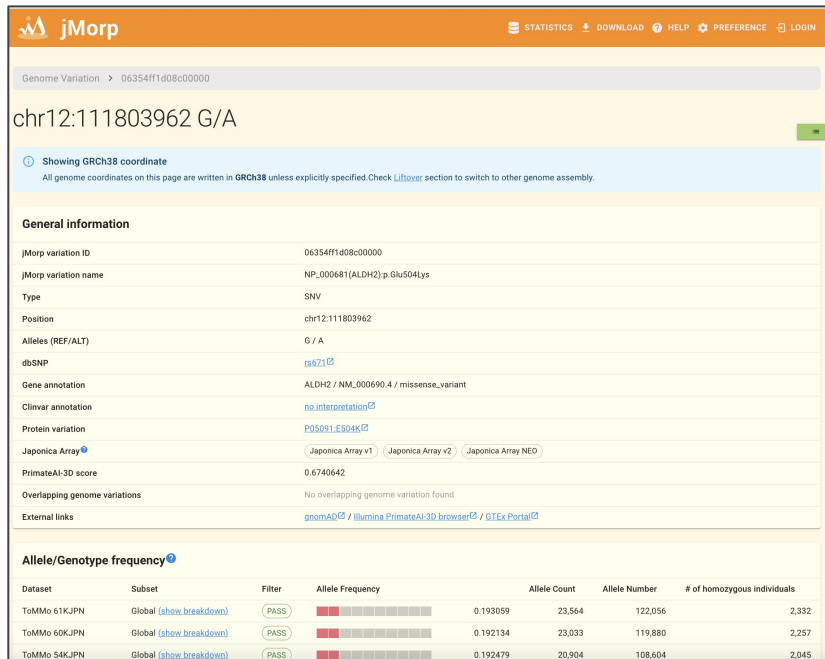 jMorp
STATISTICS DOWNLOAD HELP PREFERENCE LOGIN
Genome Variation > 06354ff1d08c00000
chr12:111803962 G/A
Showing GRCh38 coordinate
All genome coordinates on this page are written in GRCh38 unless explicitly specified.Check Liftover section to switch to other genome assembly.
General information
jMorp variation ID 06354ff1d08c00000
jMorp variation name NP_000681(ALDH2):p.Glu504Lys
Type SNV
Position chr12:111803962
Alleles (REF/ALT) G / A
dbSNP rs671
Gene annotation ALDH2 / NM_000690.4 / missense_variant
Clinvar annotation no interpretation
Protein variation P05091:E504K
Japonica Array Japonica Array v1 Japonica Array v2 Japonica Array NEO
PrimateAI-3D score 0.6740642
Overlapping genome variations No overlapping genome variation found
External links gnomAD / Illumina PrimateAI-3D browser / GTEx Portal
Allele/Genotype frequency
Dataset Subset Filter Allele Frequency Allele Count Allele Number # of homozygous individuals
ToMMo 61KJPN Global (show breakdown) PASS 0.193059 23,564 122,056 2,332
ToMMo 60KJPN Global (show breakdown) PASS 0.192134 23,033 119,880 2,257
ToMMo 54KJPN Global (show breakdown) PASS 0.192479 20,904 108,604 2,045